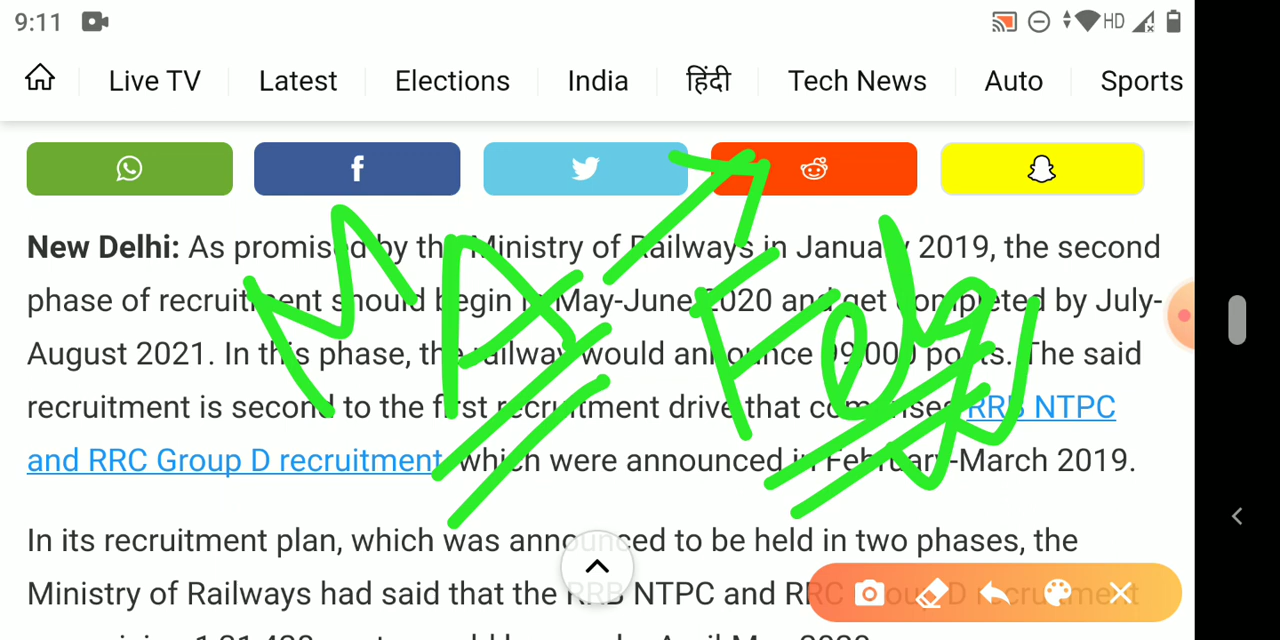 9:11 HD
Live TV Latest Elections India हिंदी Tech News Auto Sports
New Delhi: As promised by the Ministry of Railways in January 2019, the second
phase of recruitment should begin in May-June 2020 and get completed by July-
August 2021. In this phase, the railway would announce 99,000 posts. The said
recruitment is second to the first recruitment drive that comprises RRB NTPC
and RRC Group D recruitment, which were announced in February-March 2019.
In its recruitment plan, which was announced to be held in two phases, the
Ministry of Railways had said that the RRB NTPC and RRC Group D recruitment